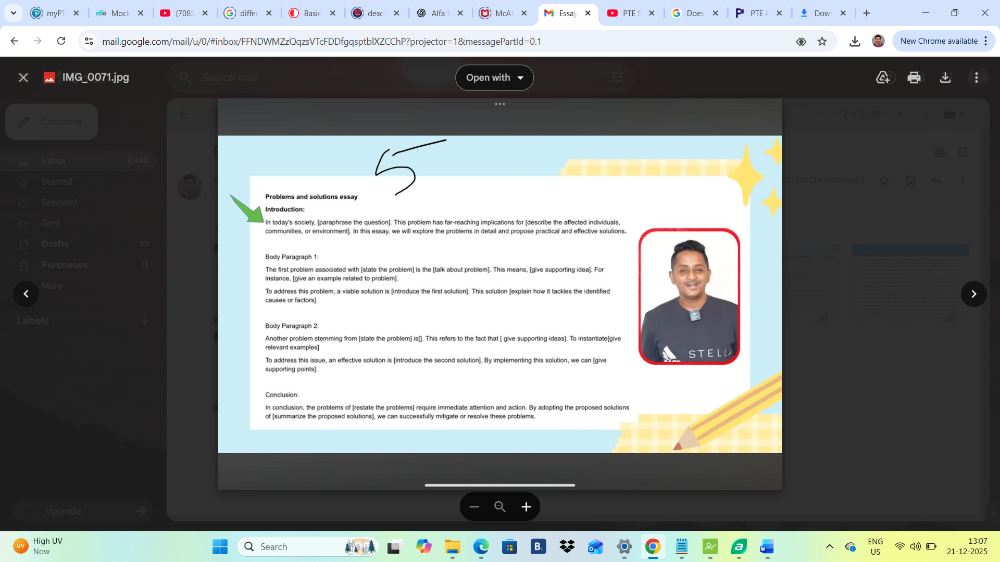 myPT
Mock
(7085
differ
Basic
desc-
Alfa
McAf
Essay
PTE S
Does
PTE A
Down
mail.google.com/mail/u/0/#inbox/FFNDWMZzQqzsVTcFDDfgqsptblXZCChP?projector=1&messagePartId=0.1
New Chrome available
IMG_0071.jpg
Search mail
Open with
Compose
2 of 11,688
Inbox 8,340
Starred
Snoozed
Sent
Drafts 49
Purchases 13
More
Labels
Upgrade
:02 PM (3 minutes ago)
5
Problems and solutions essay
Introduction:
In today's society, [paraphrase the question]. This problem has far-reaching implications for [describe the affected individuals,
communities, or environment]. In this essay, we will explore the problems in detail and propose practical and effective solutions.
Body Paragraph 1:
The first problem associated with [state the problem] is the [talk about problem]. This means, [give supporting idea]. For
instance, [give an example related to problem].
To address this problem, a viable solution is [introduce the first solution]. This solution [explain how it tackles the identified
causes or factors].
Body Paragraph 2:
Another problem stemming from [state the problem] is[]. This refers to the fact that [ give supporting ideas]. To instantiate[give
relevant examples]
To address this issue, an effective solution is [introduce the second solution]. By implementing this solution, we can [give
supporting points].
Conclusion:
In conclusion, the problems of [restate the problems] require immediate attention and action. By adopting the proposed solutions
of [summarize the proposed solutions], we can successfully mitigate or resolve these problems.
STELL
UV
High UV
Now
Search
B.
ENG
US
13:07
21-12-2025